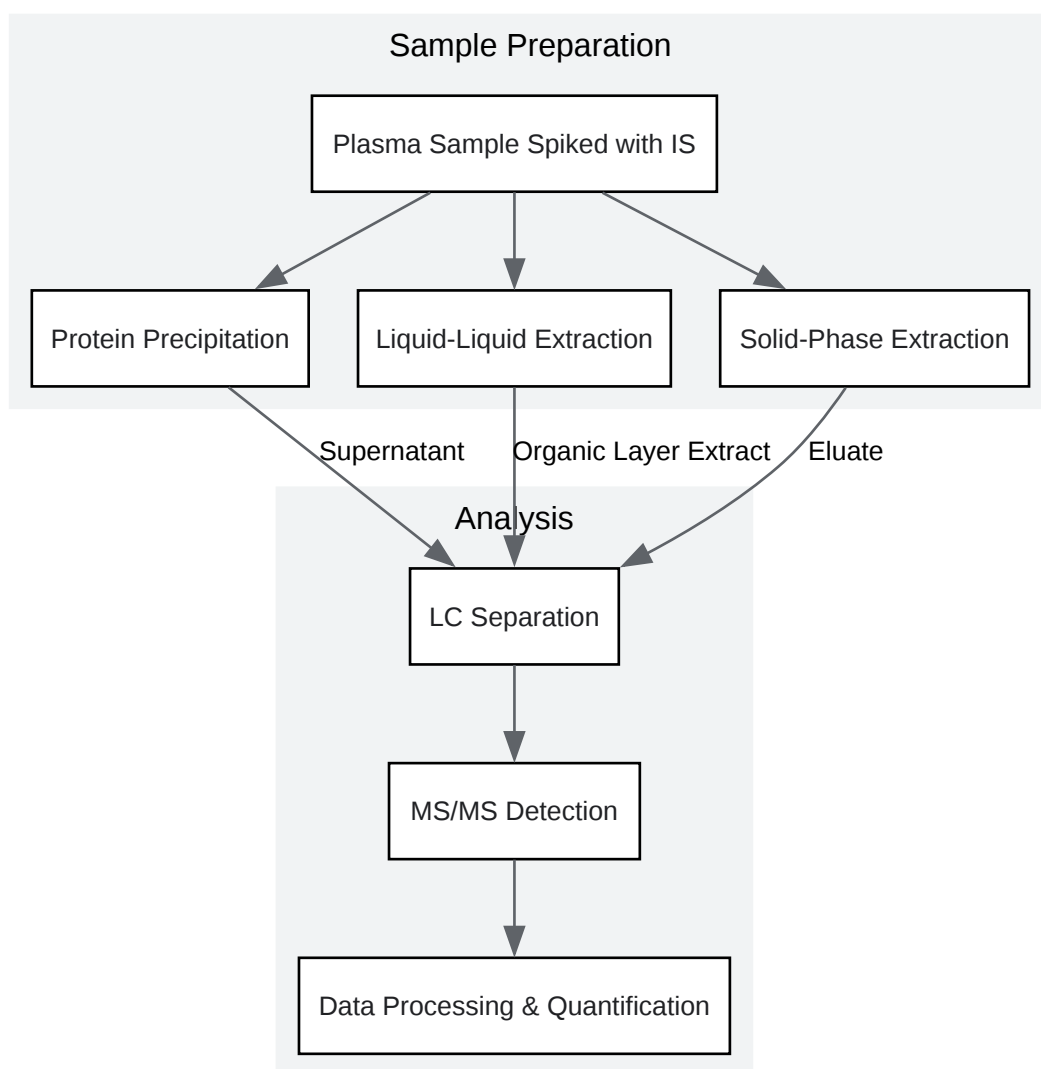 Sample Preparation
Plasma Sample Spiked with IS
Protein Precipitation
Liquid-Liquid Extraction
Solid-Phase Extraction
Supernatant
Organic Layer Extract
Eluate
Analysis
LC Separation
MS/MS Detection
Data Processing & Quantification